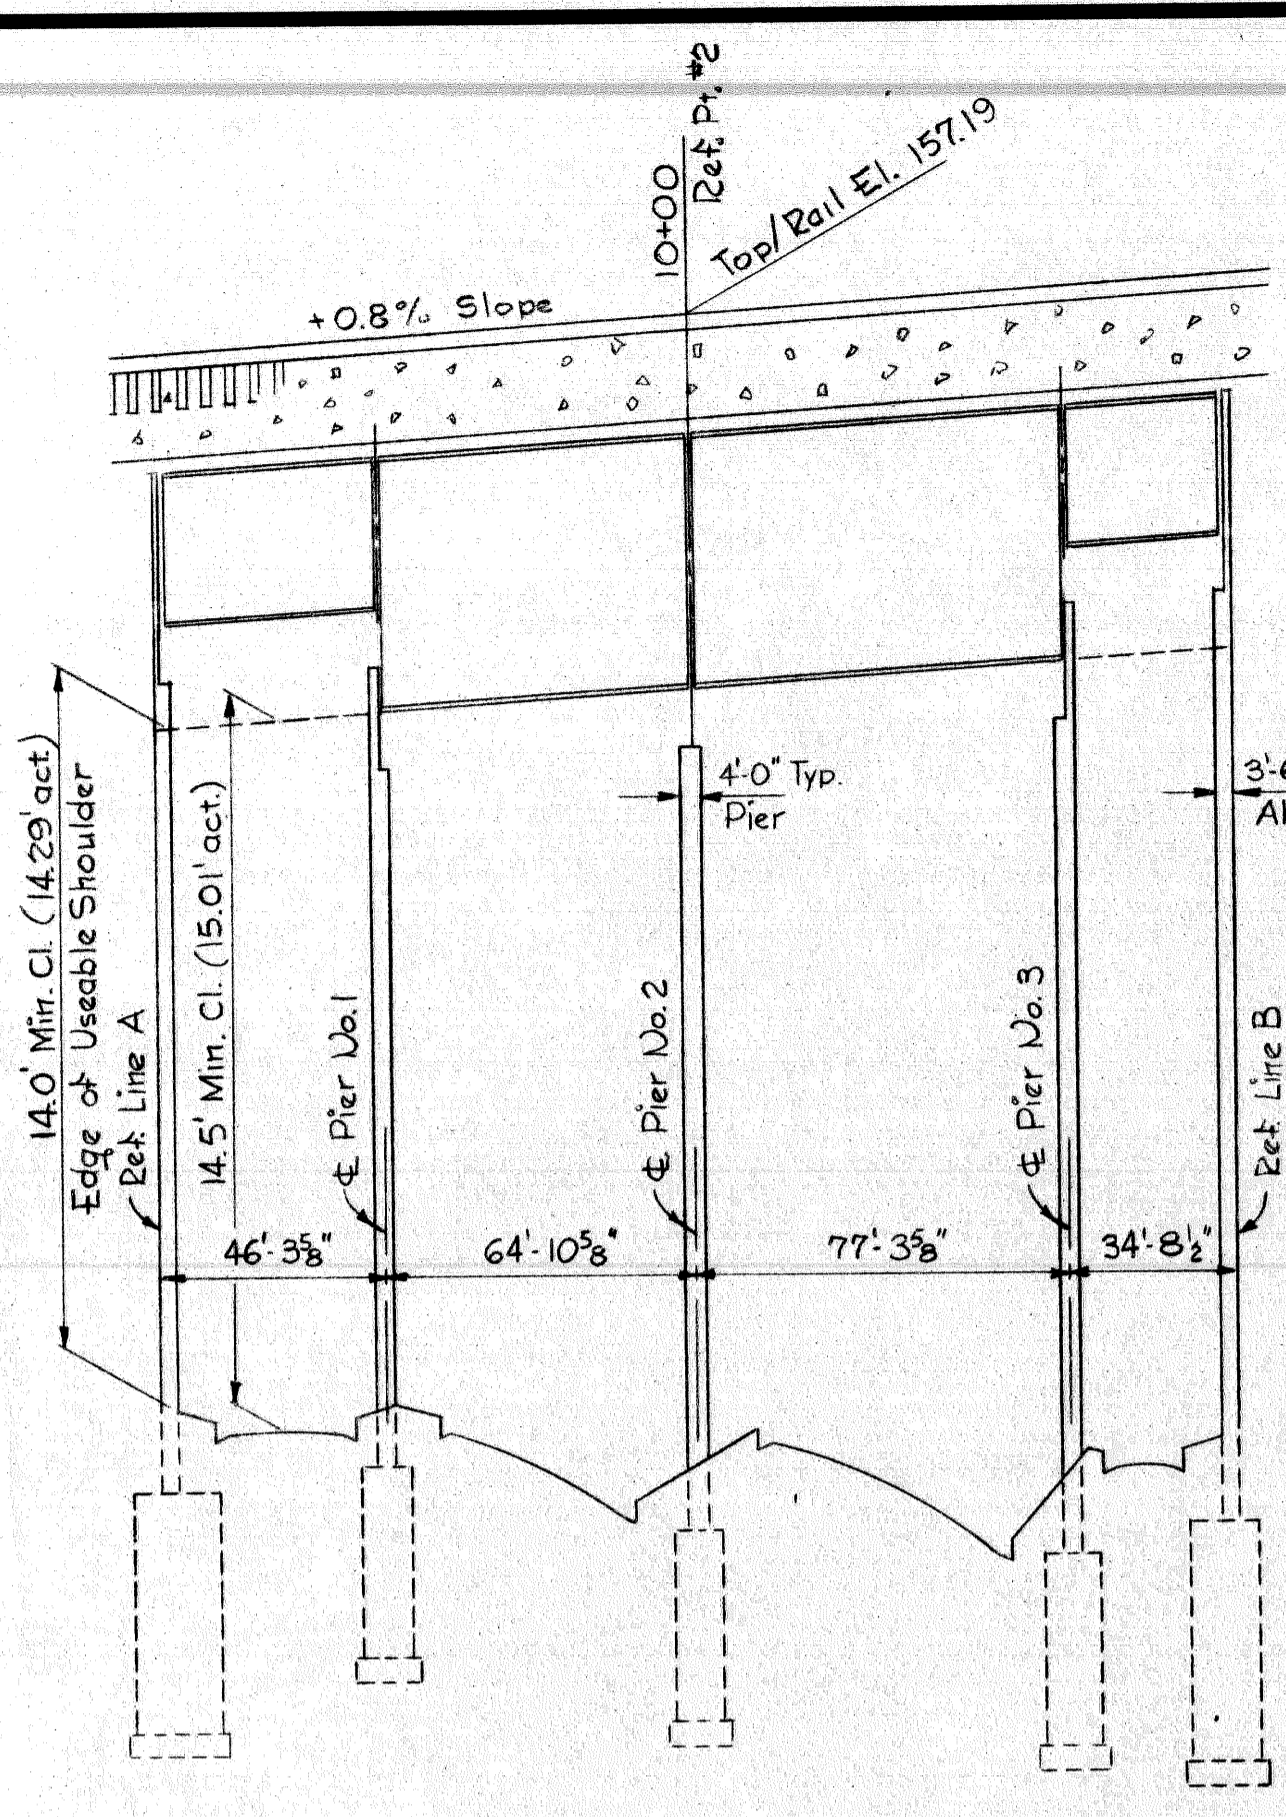 10+00
Ref. Pt. #2
Top/Rail El. 157.19
+0.8% Slope
14.0' Min. Cl. (14.29' act)
Edge of Useable Shoulder
Ref. Line A
14.5' Min. Cl. (15.01' act.)
℄ Pier No. 1
℄ Pier No. 2
4'-0" Typ.
Pier
℄ Pier No. 3
3'-
Ref. Line B
46'-3⅝"
64'-10⅝"
77'-3⅝"
34'-8½"